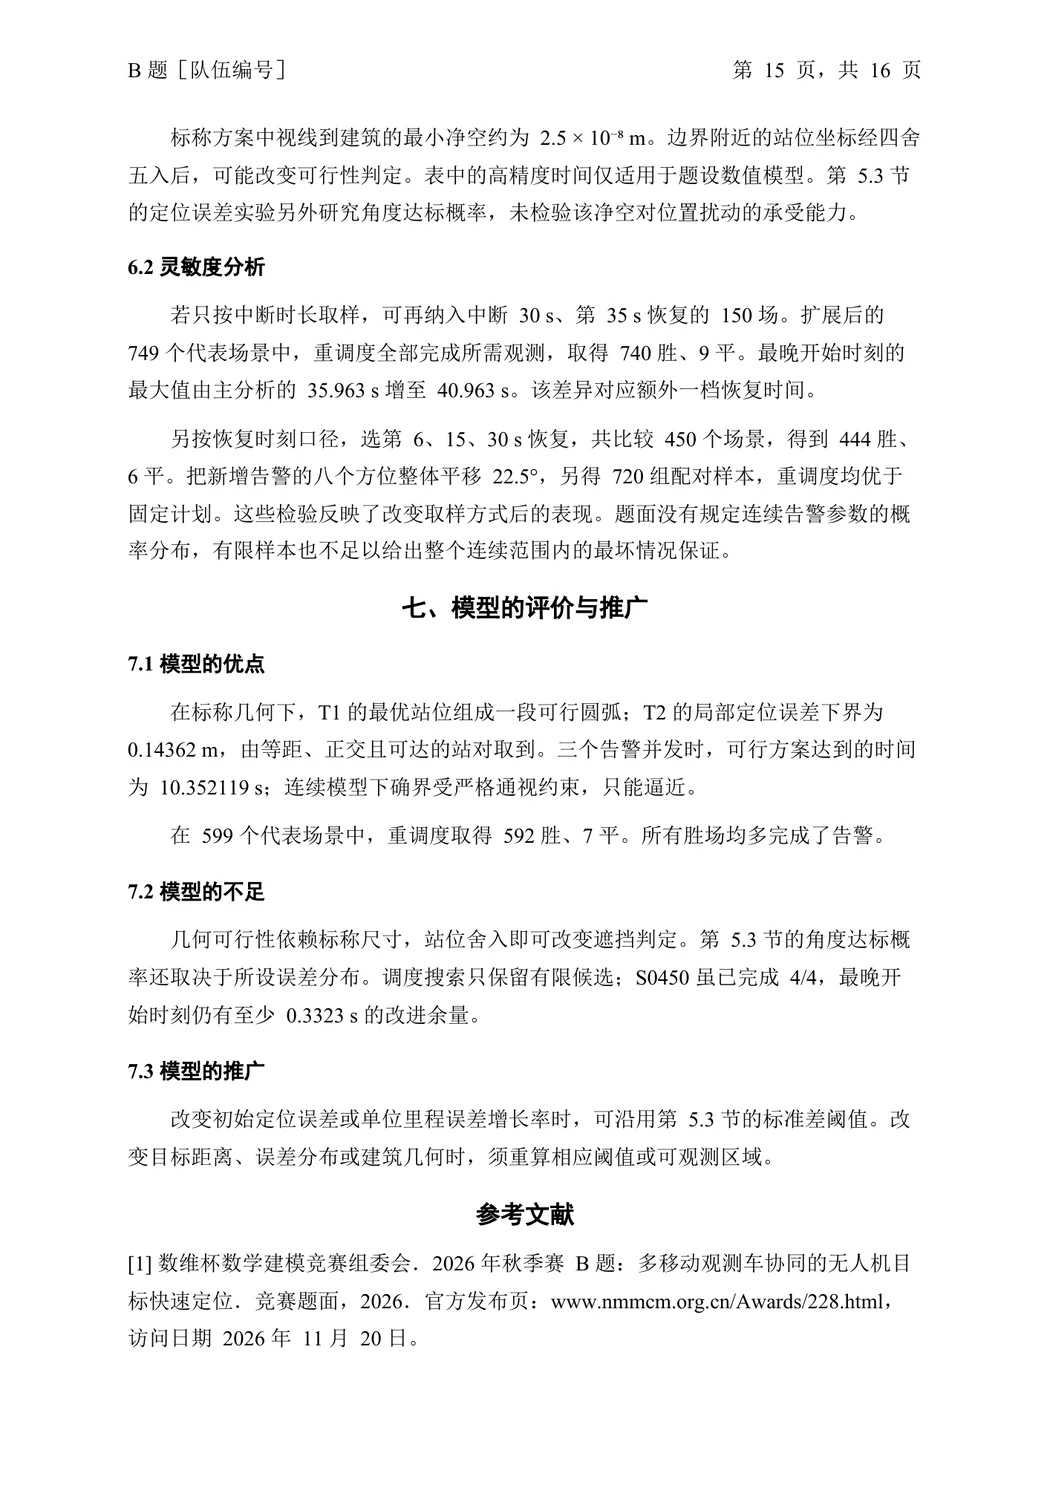 B 题［队伍编号］ 第 15 页，共 16 页
标称方案中视线到建筑的最小净空约为 2.5 × 10⁻⁸ m。边界附近的站位坐标经四舍
五入后，可能改变可行性判定。表中的高精度时间仅适用于题设数值模型。第 5.3 节
的定位误差实验另外研究角度达标概率，未检验该净空对位置扰动的承受能力。
6.2 灵敏度分析
若只按中断时长取样，可再纳入中断 30 s、第 35 s 恢复的 150 场。扩展后的
749 个代表场景中，重调度全部完成所需观测，取得 740 胜、9 平。最晚开始时刻的
最大值由主分析的 35.963 s 增至 40.963 s。该差异对应额外一档恢复时间。
另按恢复时刻口径，选第 6、15、30 s 恢复，共比较 450 个场景，得到 444 胜、
6 平。把新增告警的八个方位整体平移 22.5°，另得 720 组配对样本，重调度均优于
固定计划。这些检验反映了改变取样方式后的表现。题面没有规定连续告警参数的概
率分布，有限样本也不足以给出整个连续范围内的最坏情况保证。
七、模型的评价与推广
7.1 模型的优点
在标称几何下，T1 的最优站位组成一段可行圆弧；T2 的局部定位误差下界为
0.14362 m，由等距、正交且可达的站对取到。三个告警并发时，可行方案达到的时间
为 10.352119 s；连续模型下确界受严格通视约束，只能逼近。
在 599 个代表场景中，重调度取得 592 胜、7 平。所有胜场均多完成了告警。
7.2 模型的不足
几何可行性依赖标称尺寸，站位舍入即可改变遮挡判定。第 5.3 节的角度达标概
率还取决于所设误差分布。调度搜索只保留有限候选；S0450 虽已完成 4/4，最晚开
始时刻仍有至少 0.3323 s 的改进余量。
7.3 模型的推广
改变初始定位误差或单位里程误差增长率时，可沿用第 5.3 节的标准差阈值。改
变目标距离、误差分布或建筑几何时，须重算相应阈值或可观测区域。
参考文献
[1] 数维杯数学建模竞赛组委会．2026 年秋季赛 B 题：多移动观测车协同的无人机目
标快速定位．竞赛题面，2026．官方发布页：www.nmmcm.org.cn/Awards/228.html，
访问日期 2026 年 11 月 20 日。